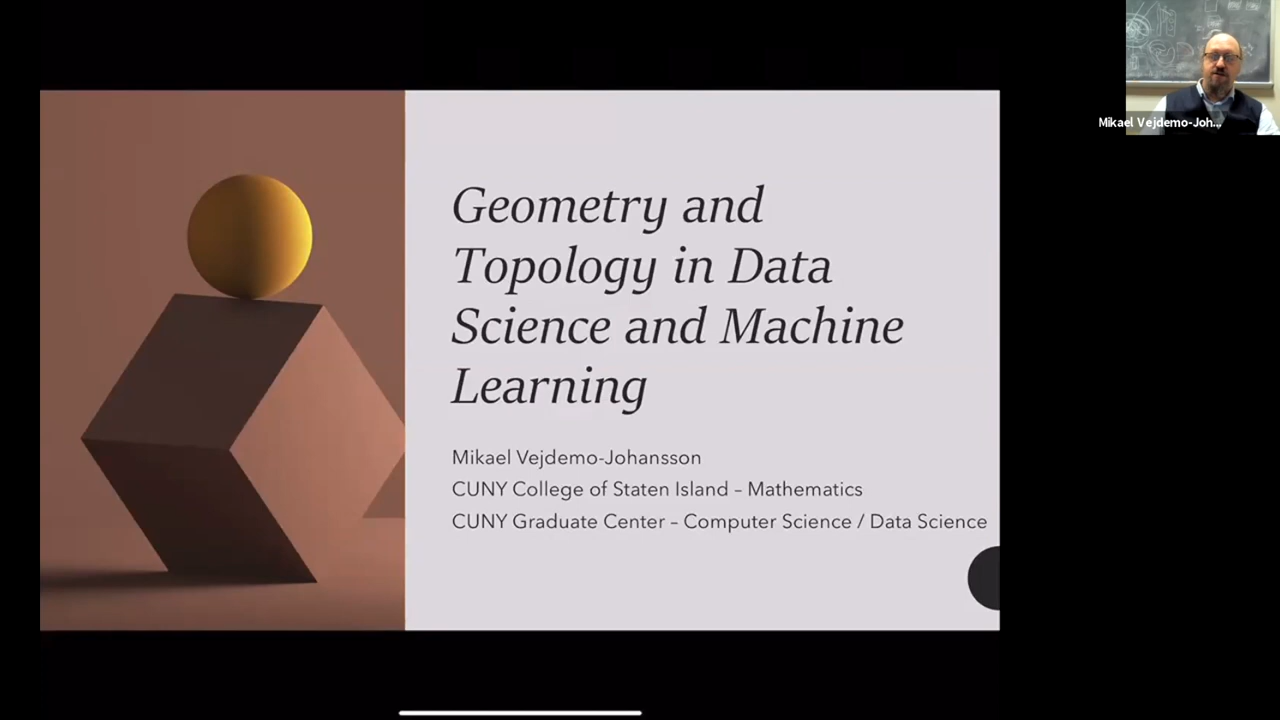 Geometry and
Topology in Data
Science and Machine
Learning
Mikael Vejdemo-Johansson
CUNY College of Staten Island – Mathematics
CUNY Graduate Center – Computer Science / Data Science
Mikael Vejdemo-Joh...